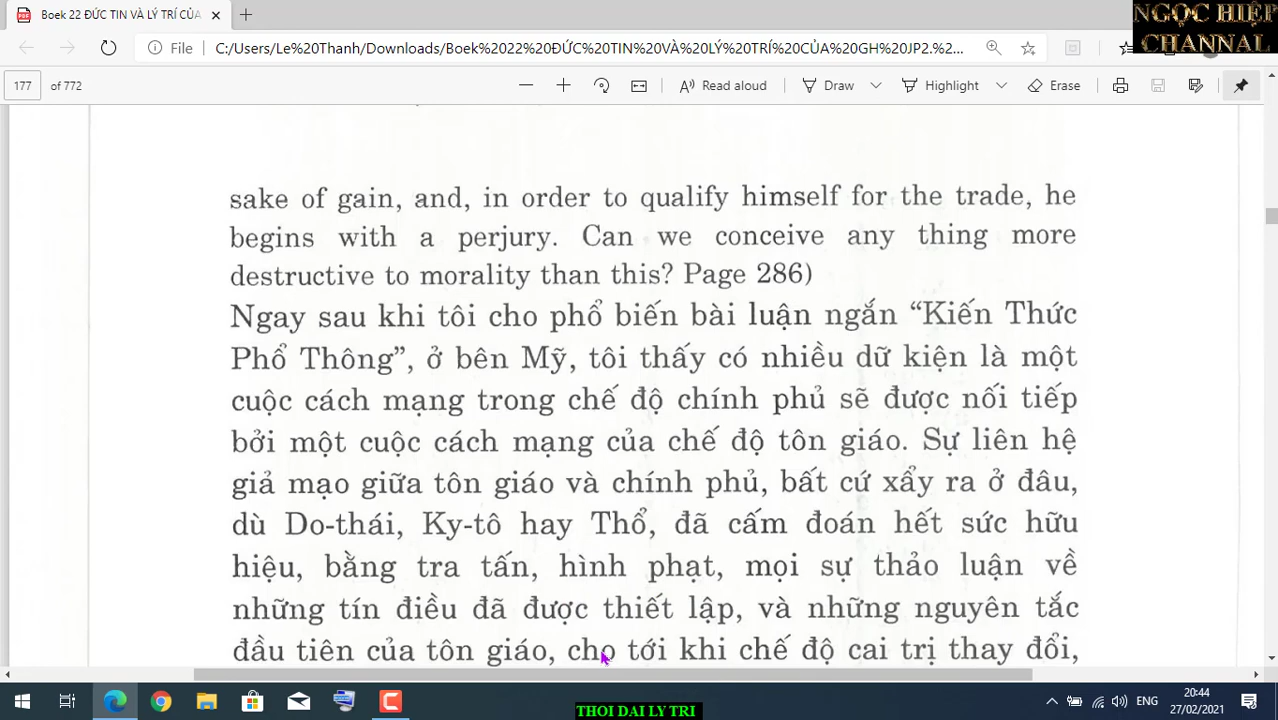 Boek 22 ĐỨC TIN VÀ LÝ TRÍ CỦA
NGỌC HIỆP
CHANNAL
File C:/Users/Le%20Thanh/Downloads/Boek%2022%20ĐỨC%20TIN%20VÀ%20LÝ%20TRÍ%20CỦA%20GH%20JP2.%...
177 of 772 Read aloud Draw Highlight Erase
sake of gain, and, in order to qualify himself for the trade, he
begins with a perjury. Can we conceive any thing more
destructive to morality than this? Page 286)
Ngay sau khi tôi cho phổ biến bài luận ngắn “Kiến Thức
Phổ Thông”, ở bên Mỹ, tôi thấy có nhiều dữ kiện là một
cuộc cách mạng trong chế độ chính phủ sẽ được nối tiếp
bởi một cuộc cách mạng của chế độ tôn giáo. Sự liên hệ
giả mạo giữa tôn giáo và chính phủ, bất cứ xẩy ra ở đâu,
dù Do-thái, Ky-tô hay Thổ, đã cấm đoán hết sức hữu
hiệu, bằng tra tấn, hình phạt, mọi sự thảo luận về
những tín điều đã được thiết lập, và những nguyên tắc
đầu tiên của tôn giáo, cho tới khi chế độ cai trị thay đổi,
ENG
20:44
27/02/2021
THOI DAI LY TRI